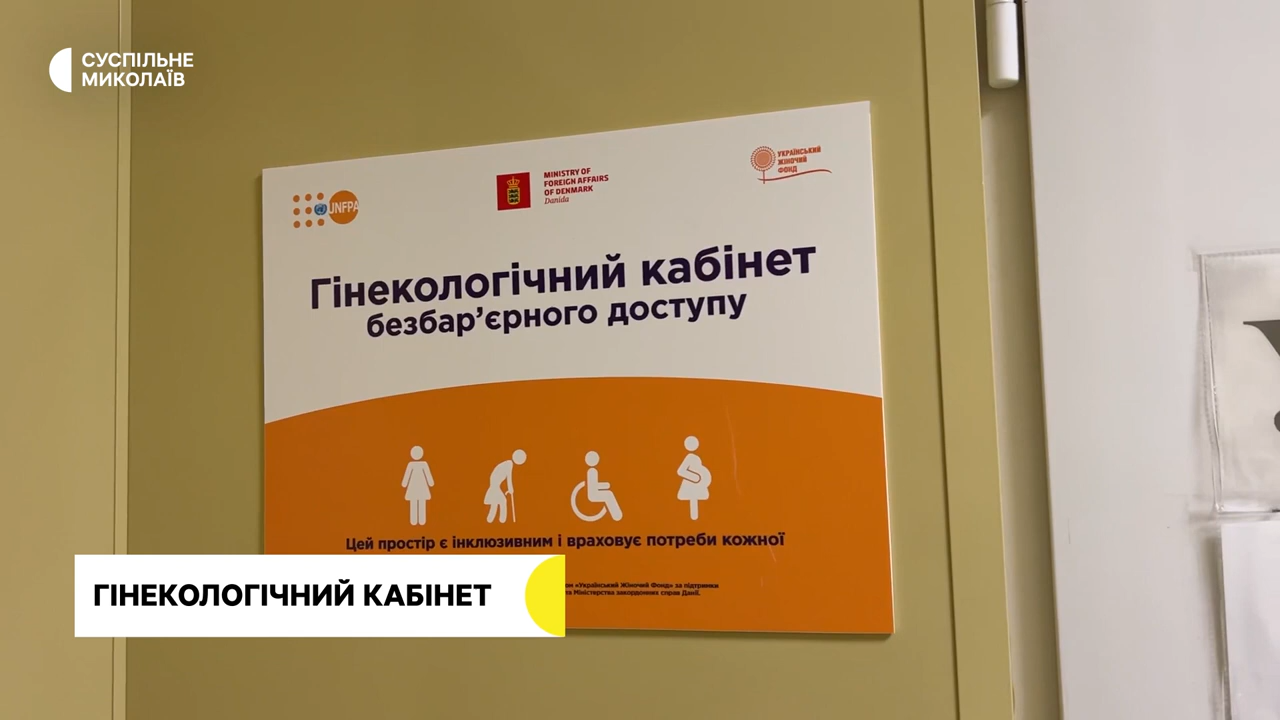 СУСПІЛЬНЕ
МИКОЛАЇВ
UNFPA
MINISTRY OF
FOREIGN AFFAIRS
OF DENMARK
Danida
УКРАЇНСЬКИЙ
ЖІНОЧИЙ
ФОНД
Гінекологічний кабінет
безбар’єрного доступу
Цей простір є інклюзивним і враховує потреби кожної
«Український Жіночий Фонд» за підтримки
Міністерства закордонних справ Данії.
ГІНЕКОЛОГІЧНИЙ КАБІНЕТ